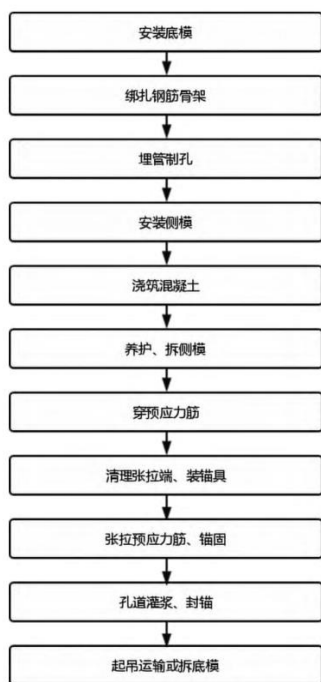 安装底模
绑扎钢筋骨架
埋管制孔
安装侧模
浇筑混凝土
养护、拆侧模
穿预应力筋
清理张拉端、装锚具
张拉预应力筋、锚固
孔道灌浆、封锚
起吊运输或拆底模